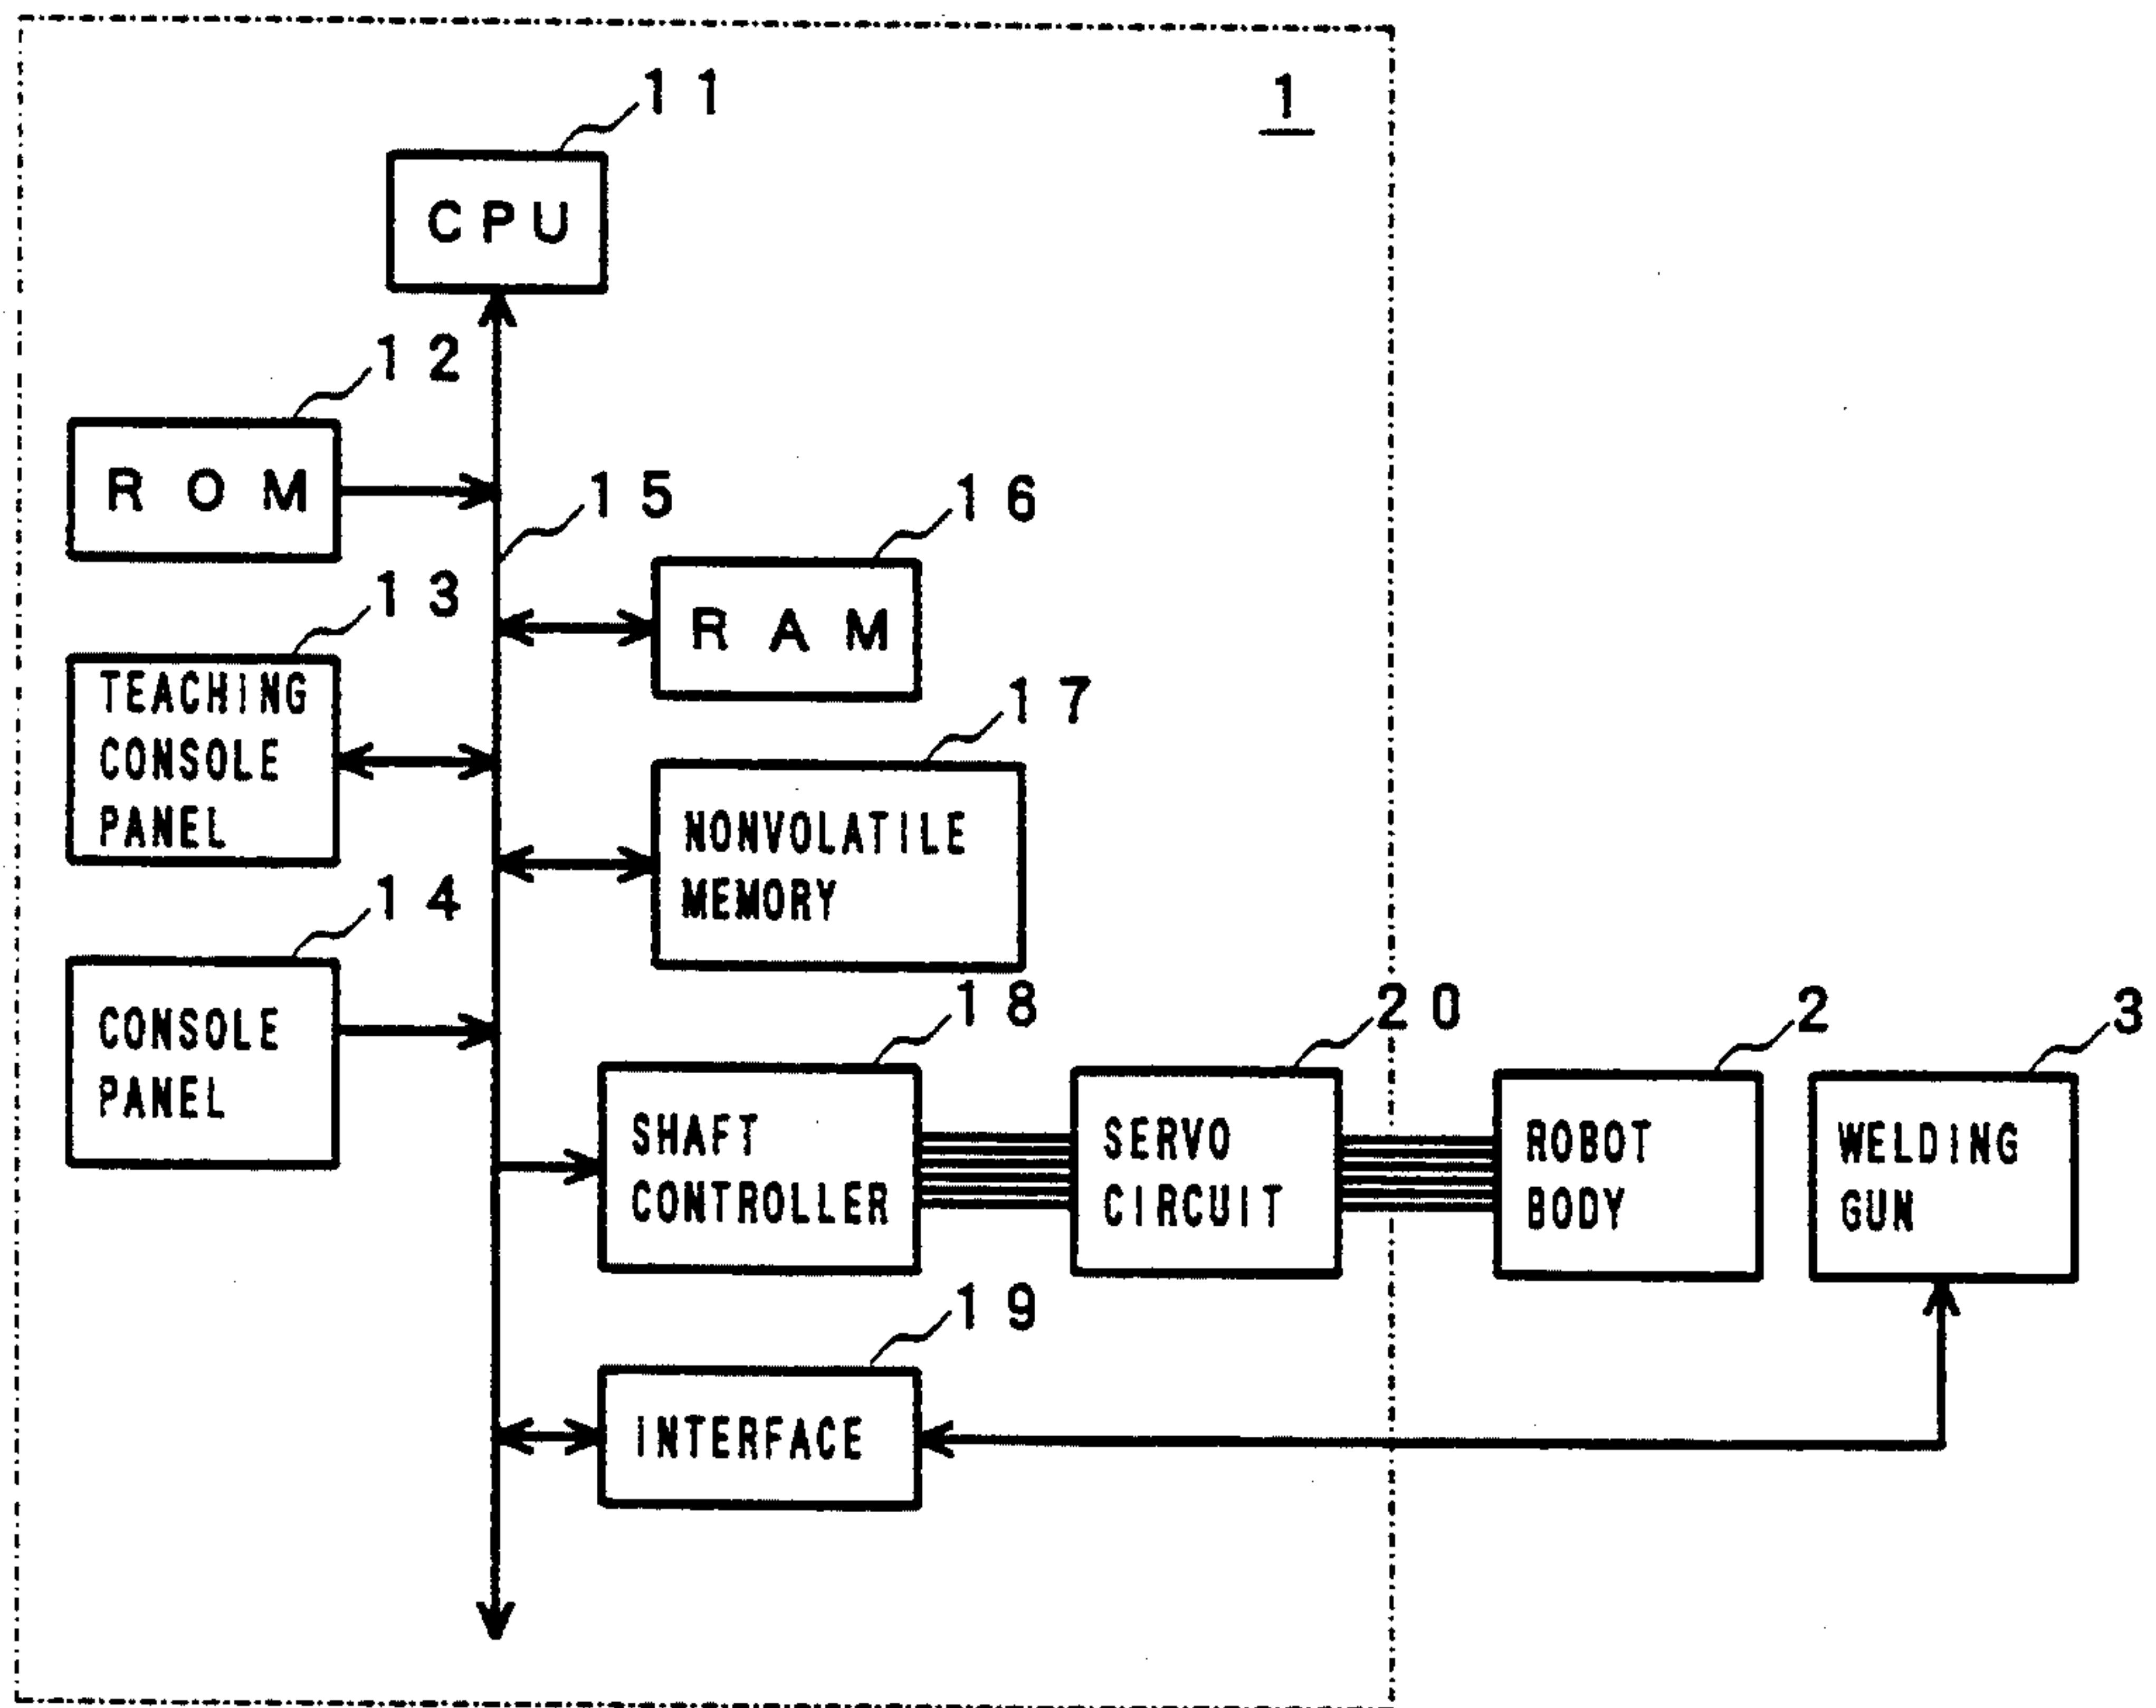 1
11
CPU
12
ROM
15
16
RAM
13
TEACHING
CONSOLE
PANEL
17
NONVOLATILE
MEMORY
14
CONSOLE
PANEL
18
SHAFT
CONTROLLER
20
SERVO
CIRCUIT
2
ROBOT
BODY
3
WELDING
GUN
19
INTERFACE